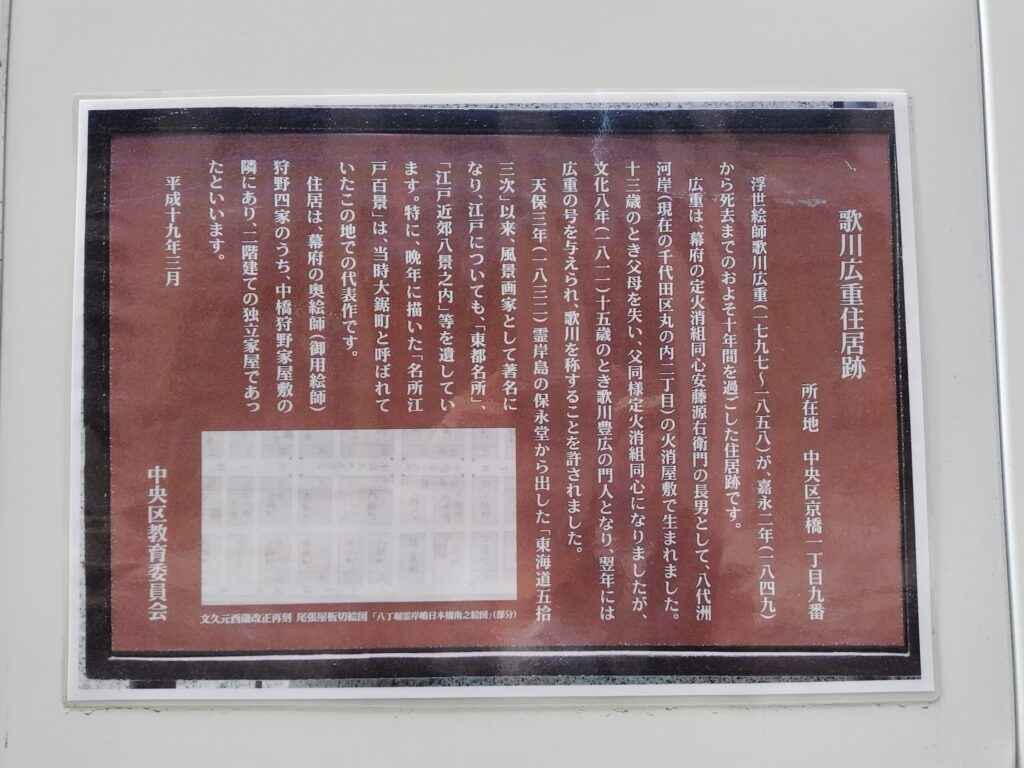 歌川広重住居跡
所在地　中央区京橋一丁目九番
浮世絵師歌川広重(一七九七〜一八五八)が、嘉永二年(一八四九)
から死去までのおよそ十年間を過ごした住居跡です。
広重は、幕府の定火消組同心安藤源右衛門の長男として、八代洲
河岸(現在の千代田区丸の内二丁目)の火消屋敷で生まれました。
十三歳のとき父母を失い、父同様定火消組同心になりましたが、
文化八年(一八一一)十五歳のとき歌川豊広の門人となり、翌年には
広重の号を与えられ、歌川を称することを許されました。
天保三年(一八三二)霊岸島の保永堂から出した「東海道五拾
三次」以来、風景画家として著名に
なり、江戸についても、「東都名所」、
「江戸近郊八景之内」等を遺してい
ます。特に、晩年に描いた「名所江
戸百景」は、当時大鋸町と呼ばれて
いたこの地での代表作です。
住居は、幕府の奥絵師(御用絵師)
狩野四家のうち、中橋狩野家屋敷の
隣にあり、二階建ての独立家屋であっ
たといいます。
平成十九年三月
中央区教育委員会
文久元酉歳改正再刻 尾張屋板切絵図「八丁堀霊岸嶋日本橋南之絵図」(部分)